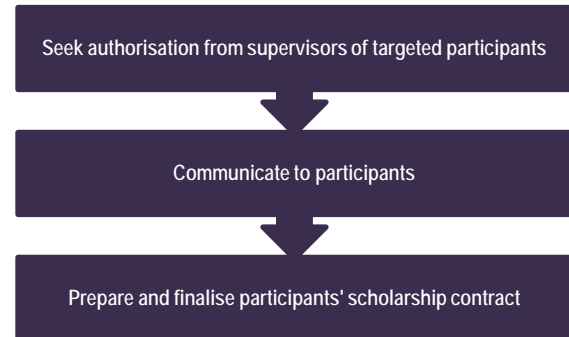 Seek authorisation from supervisors of targeted participants
Communicate to participants
Prepare and finalise participants' scholarship contract